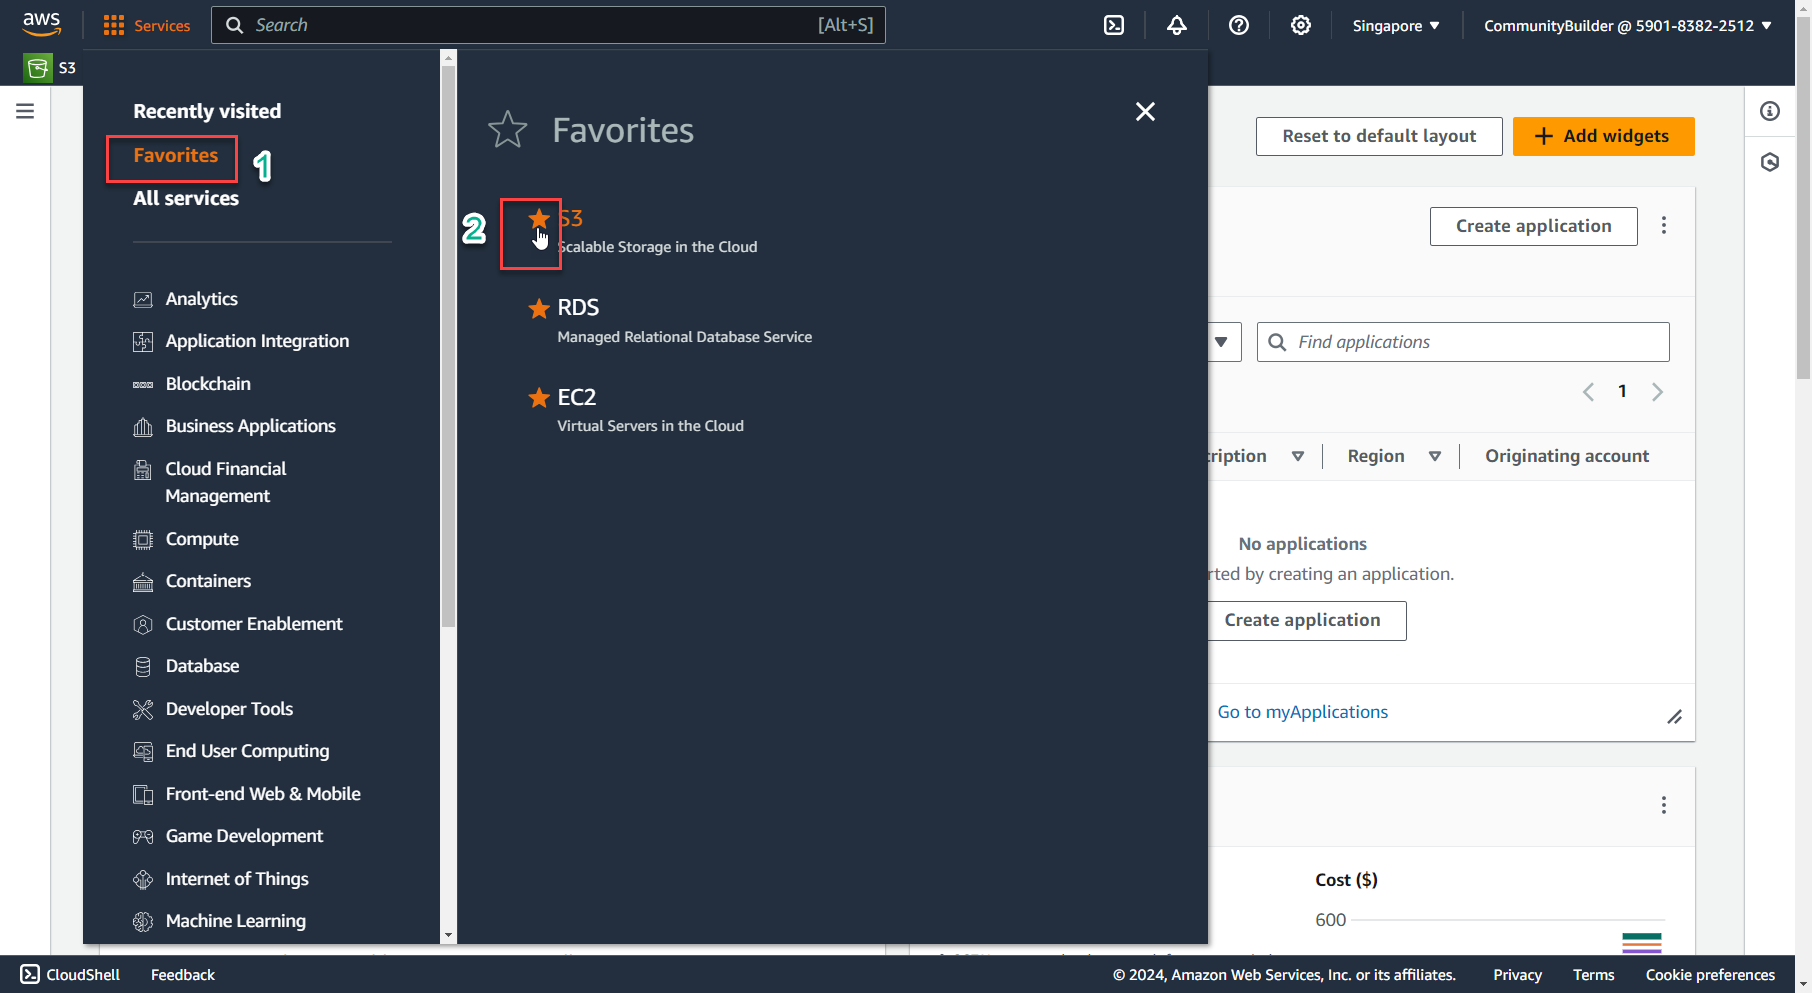 aws
Services
Search
[Alt+S]
Singapore
CommunityBuilder @ 5901-8382-2512
S3
Recently visited
Favorites
1
All services
Analytics
Application Integration
Blockchain
Business Applications
Cloud Financial
Management
Compute
Containers
Customer Enablement
Database
Developer Tools
End User Computing
Front-end Web & Mobile
Game Development
Internet of Things
Machine Learning
Favorites
2
S3
Scalable Storage in the Cloud
RDS
Managed Relational Database Service
EC2
Virtual Servers in the Cloud
Reset to default layout
Add widgets
Create application
Find applications
1
cription
Region
Originating account
No applications
rted by creating an application.
Create application
Go to myApplications
Cost ($)
600
CloudShell
Feedback
© 2024, Amazon Web Services, Inc. or its affiliates.
Privacy
Terms
Cookie preferences